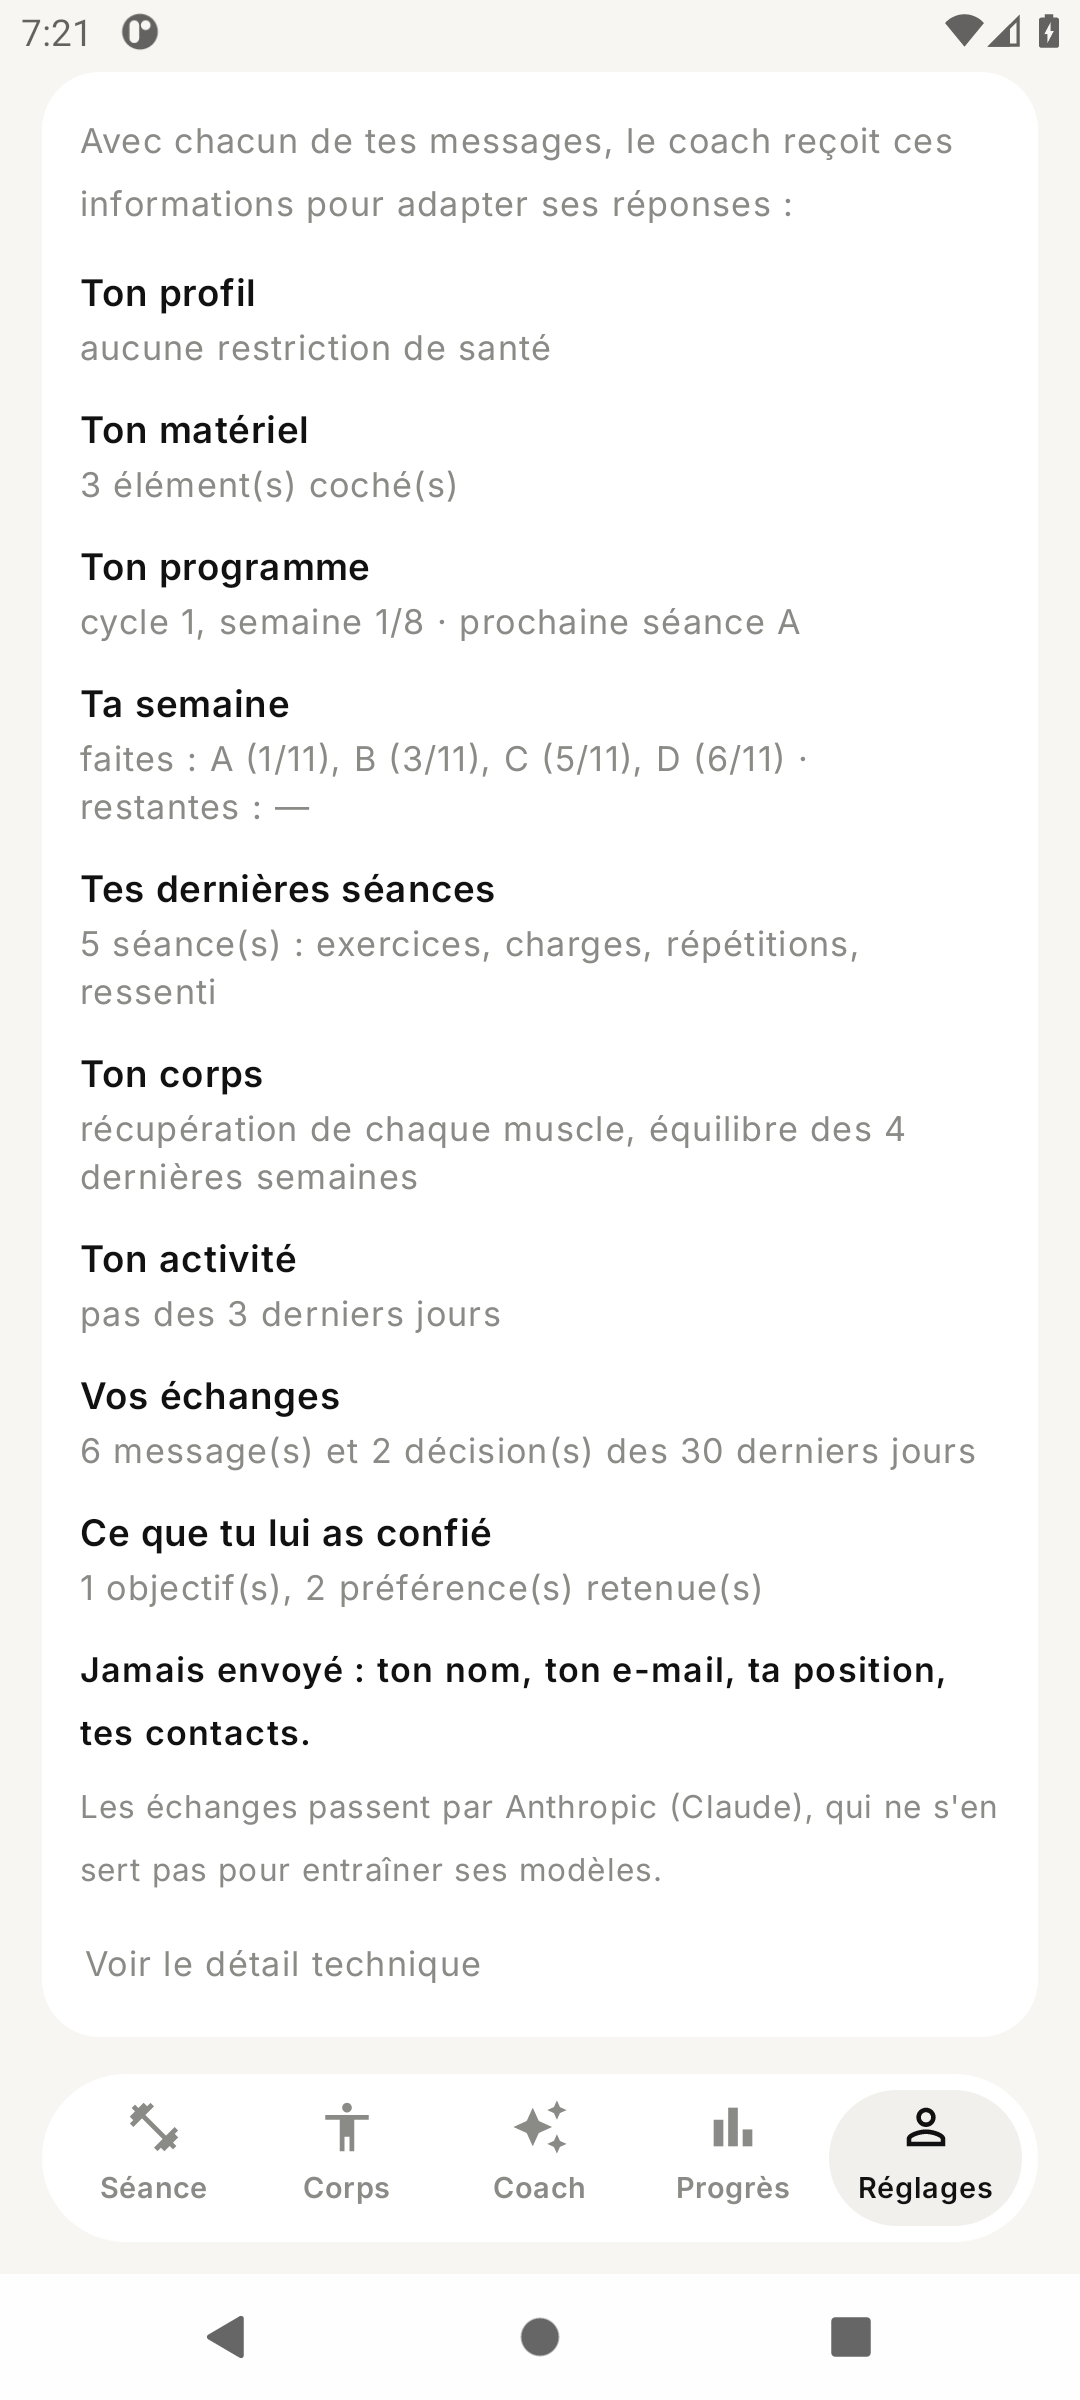 7:21
Avec chacun de tes messages, le coach reçoit ces
informations pour adapter ses réponses :
Ton profil
aucune restriction de santé
Ton matériel
3 élément(s) coché(s)
Ton programme
cycle 1, semaine 1/8 · prochaine séance A
Ta semaine
faites : A (1/11), B (3/11), C (5/11), D (6/11) ·
restantes : —
Tes dernières séances
5 séance(s) : exercices, charges, répétitions,
ressenti
Ton corps
récupération de chaque muscle, équilibre des 4
dernières semaines
Ton activité
pas des 3 derniers jours
Vos échanges
6 message(s) et 2 décision(s) des 30 derniers jours
Ce que tu lui as confié
1 objectif(s), 2 préférence(s) retenue(s)
Jamais envoyé : ton nom, ton e-mail, ta position,
tes contacts.
Les échanges passent par Anthropic (Claude), qui ne s'en
sert pas pour entraîner ses modèles.
Voir le détail technique
Séance Corps Coach Progrès Réglages